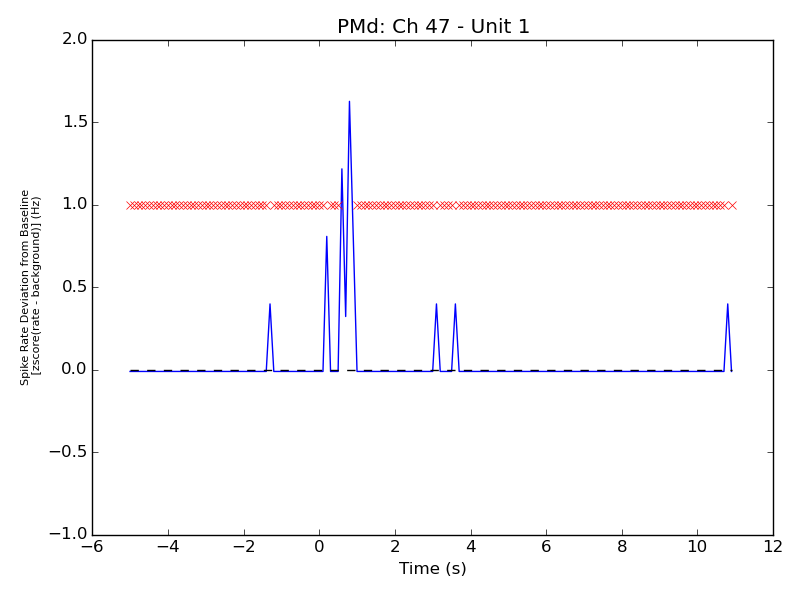 PMd: Ch 47 - Unit 1
2.0
1.5
1.0
0.5
0.0
−0.5
−1.0
−6 −4 −2 0 2 4 6 8 10 12
Time (s)
Spike Rate Deviation from Baseline
[zscore(rate - background)] (Hz)